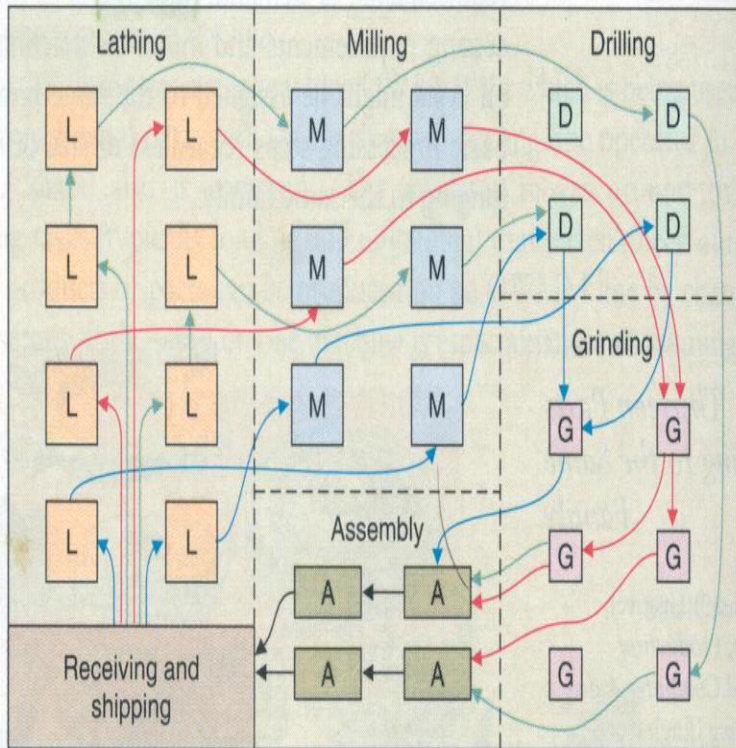 Lathing Milling Drilling
L L M M D D
L L M M D D
Grinding
L L M M G G
Assembly
L L A A G G
Receiving and
shipping
A A G G